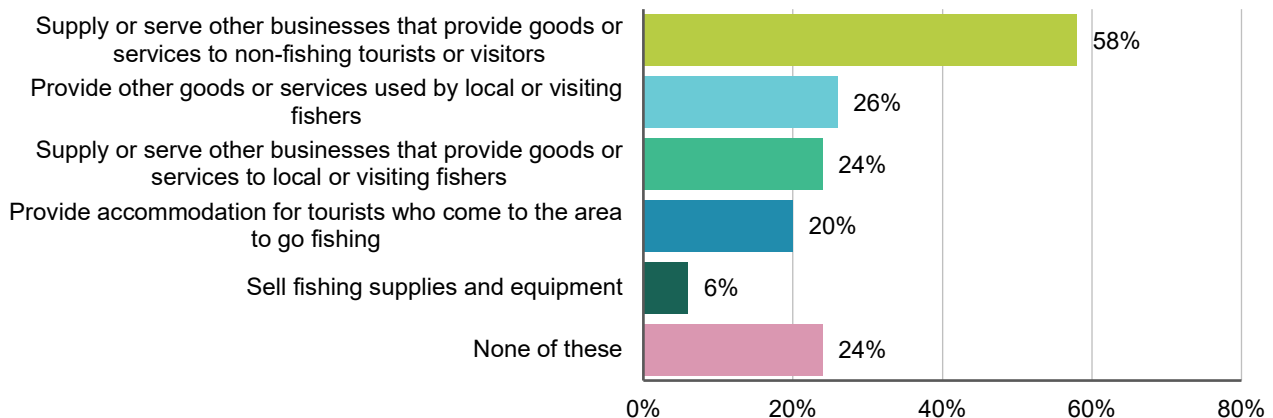 Supply or serve other businesses that provide goods or
services to non-fishing tourists or visitors
58%
Provide other goods or services used by local or visiting
fishers
26%
Supply or serve other businesses that provide goods or
services to local or visiting fishers
24%
Provide accommodation for tourists who come to the area
to go fishing
20%
Sell fishing supplies and equipment
6%
None of these
24%
0% 20% 40% 60% 80%